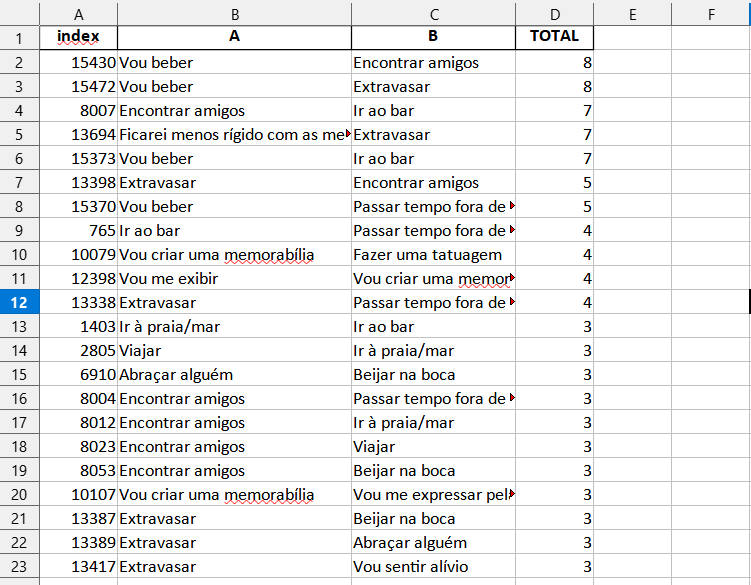 A B C D E F
1 index A B TOTAL
2 15430 Vou beber Encontrar amigos 8
3 15472 Vou beber Extravasar 8
4 8007 Encontrar amigos Ir ao bar 7
5 13694 Ficarei menos rígido com as me Extravasar 7
6 15373 Vou beber Ir ao bar 7
7 13398 Extravasar Encontrar amigos 5
8 15370 Vou beber Passar tempo fora de 5
9 765 Ir ao bar Passar tempo fora de 4
10 10079 Vou criar uma memorabília Fazer uma tatuagem 4
11 12398 Vou me exibir Vou criar uma memor 4
12 13338 Extravasar Passar tempo fora de 4
13 1403 Ir à praia/mar Ir ao bar 3
14 2805 Viajar Ir à praia/mar 3
15 6910 Abraçar alguém Beijar na boca 3
16 8004 Encontrar amigos Passar tempo fora de 3
17 8012 Encontrar amigos Ir à praia/mar 3
18 8023 Encontrar amigos Viajar 3
19 8053 Encontrar amigos Beijar na boca 3
20 10107 Vou criar uma memorabília Vou me expressar pel 3
21 13387 Extravasar Beijar na boca 3
22 13389 Extravasar Abraçar alguém 3
23 13417 Extravasar Vou sentir alívio 3